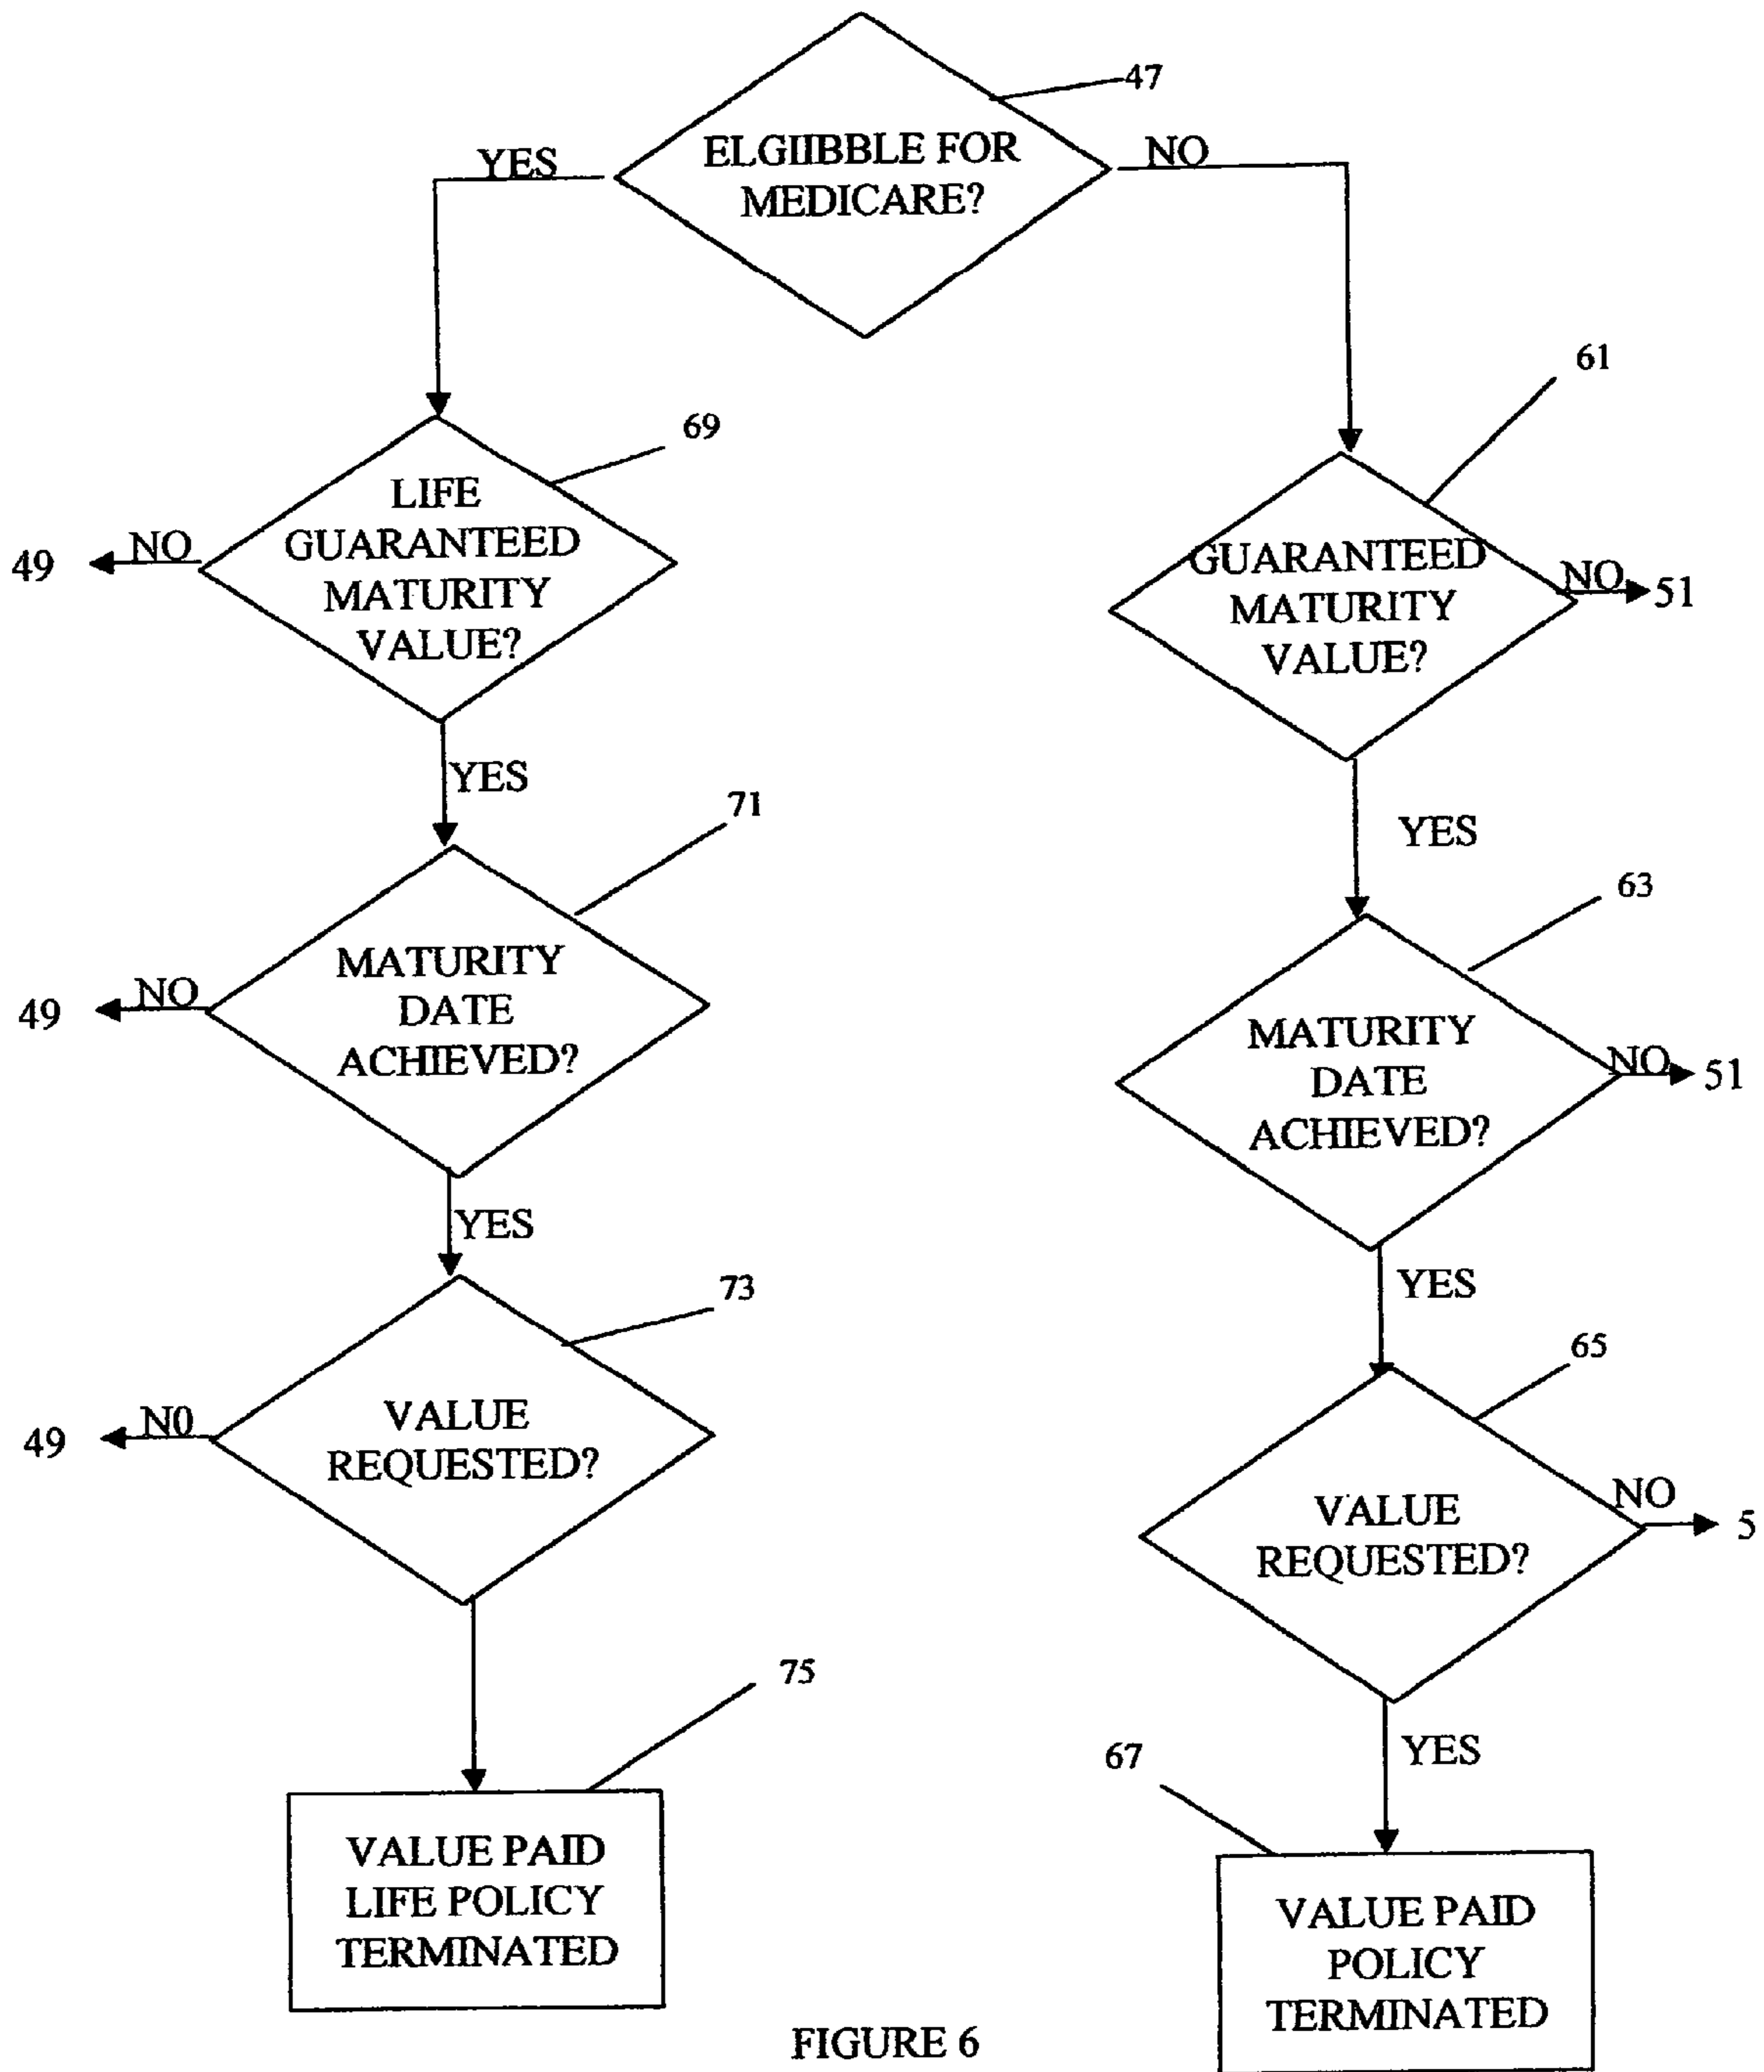 47
ELGIIBBLE FOR
MEDICARE?
YES
NO
69
LIFE
GUARANTEED
MATURITY
VALUE?
NO
49
YES
71
MATURITY
DATE
ACHIEVED?
NO
49
YES
73
VALUE
REQUESTED?
N0
49
75
VALUE PAID
LIFE POLICY
TERMINATED
61
GUARANTEED
MATURITY
VALUE?
NO
51
YES
63
MATURITY
DATE
ACHIEVED?
NO
51
YES
65
VALUE
REQUESTED?
NO
5
YES
67
VALUE PAID
POLICY
TERMINATED
FIGURE 6